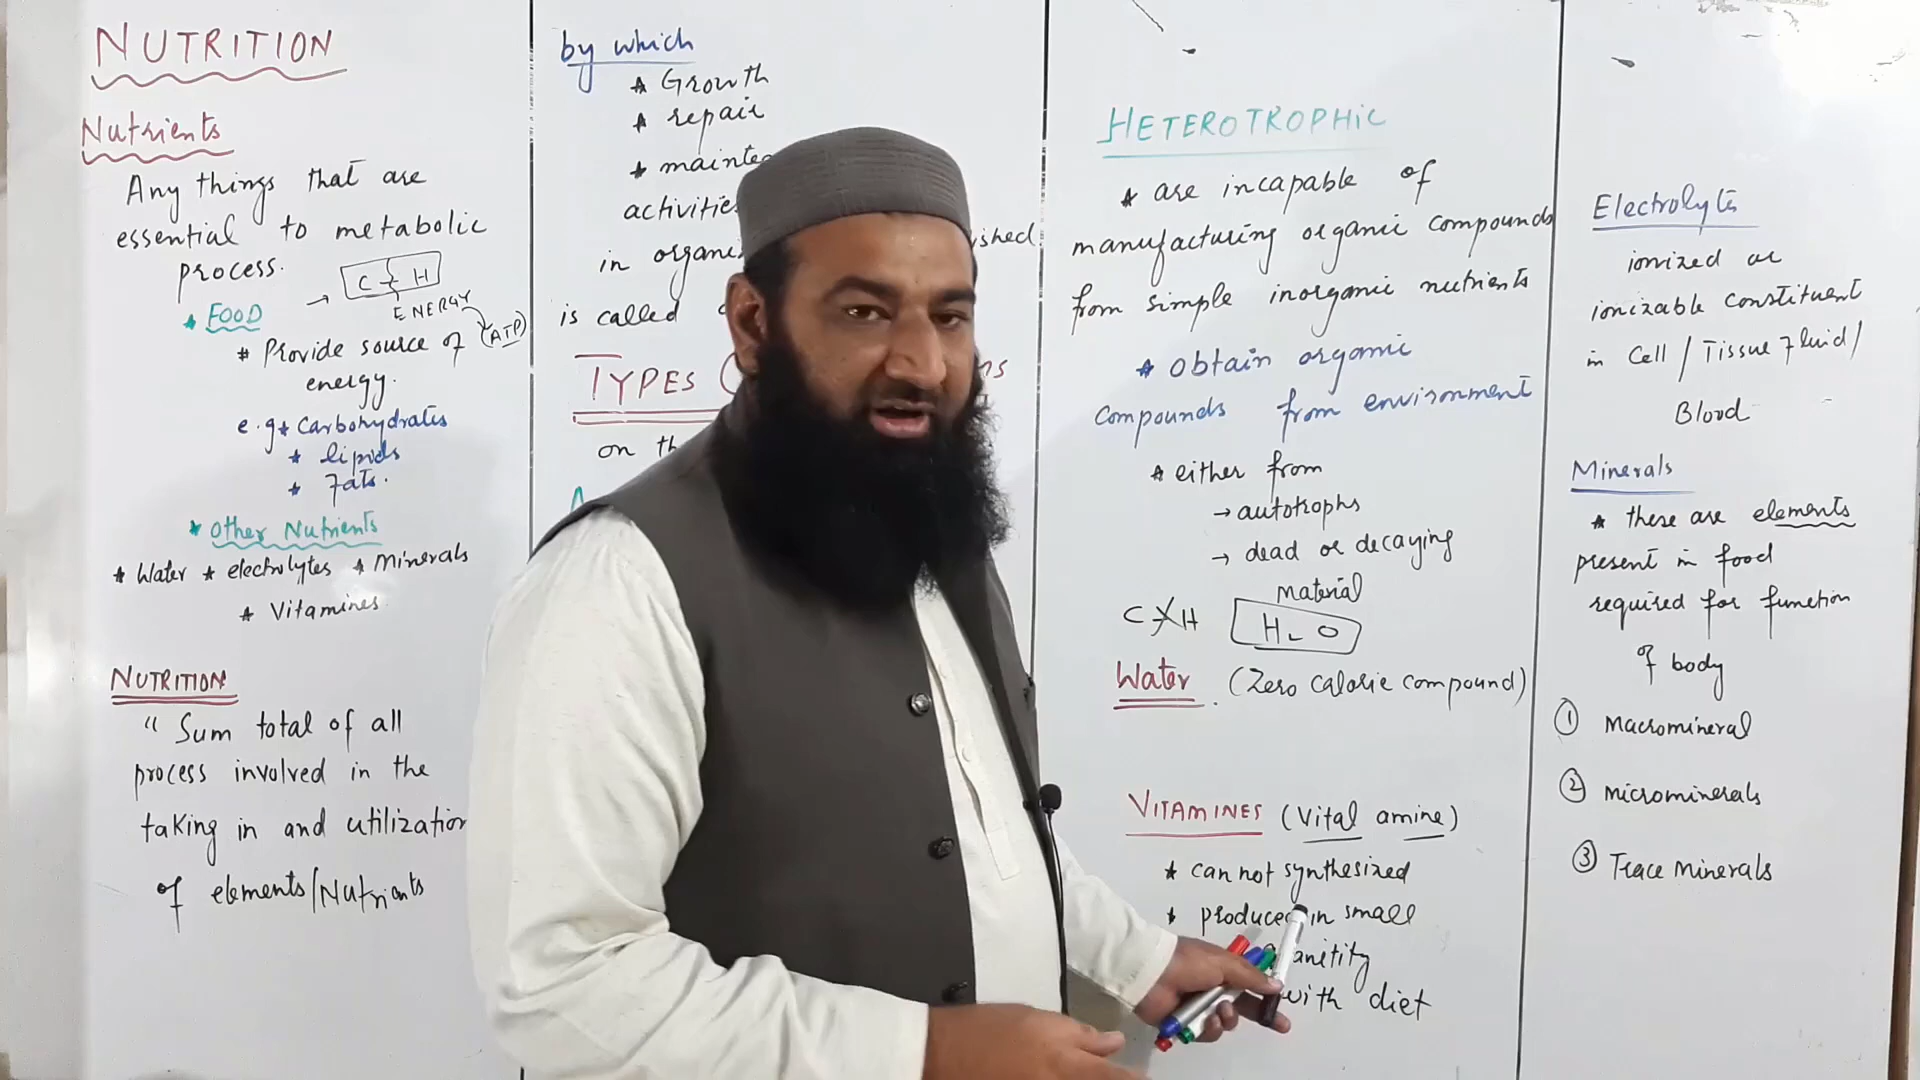 NUTRITION
Nutrients
Any things that are
essential to metabolic
process.
→ C H
ENERGY
(ATP)
* FOOD
* Provide source of
energy.
e.g * Carbohydrates
* lipids
* Fats.
* Other Nutrients
* Water * electrolytes * Minerals
* Vitamines
NUTRITION
" Sum total of all
process involved in the
taking in and utilization
of elements/Nutrients
by which
* Growth
* repair
activities
in
is called
TYPES
on
HETEROTROPHIC
* are incapable of
manufacturing organic compounds
from simple inorganic nutrients
* obtain organic
compounds from environment
* either from
→ autotrophs
→ dead or decaying
material
C H H2O
Water (Zero calorie compound)
VITAMINES (Vital amine)
* can not synthesized
* produced in small
with diet
Electrolyts
ionized or
ionizable constituent
in Cell / Tissue Fluid /
Blood
Minerals
* these are elements
present in food
required for function
of body
① Macromineral
② Microminerals
③ Trace Minerals